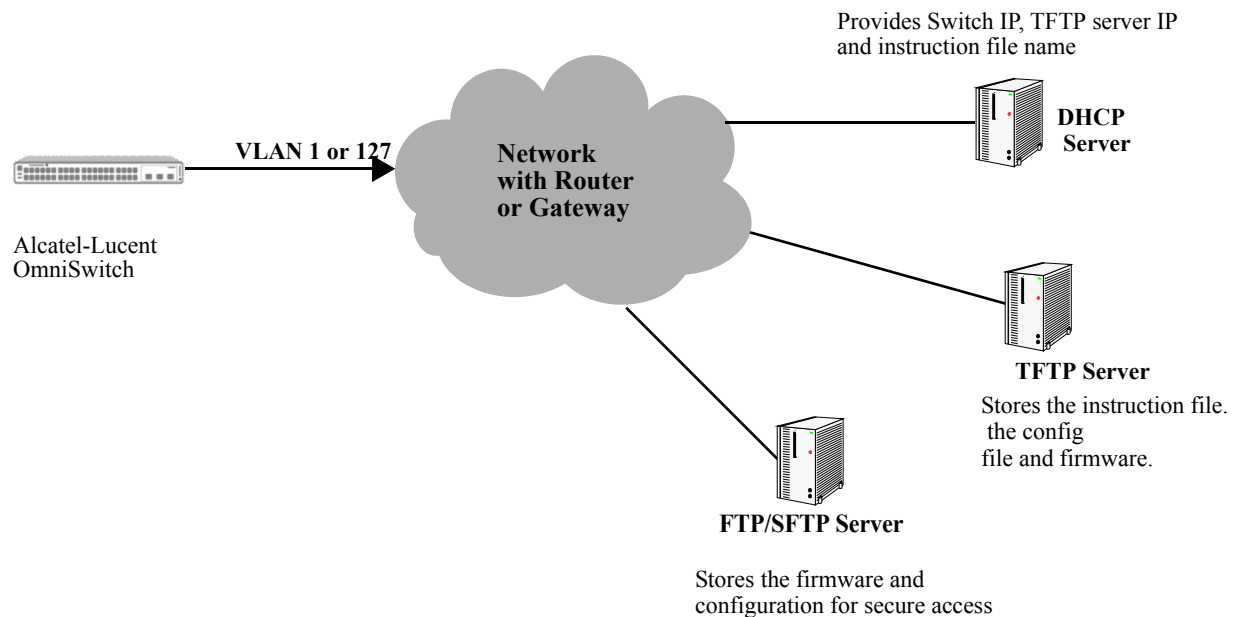 Provides Switch IP, TFTP server IP
and instruction file name
DHCP
Server
VLAN 1 or 127
Network
with Router
or Gateway
Alcatel-Lucent
OmniSwitch
TFTP Server
Stores the instruction file.
the config
file and firmware.
FTP/SFTP Server
Stores the firmware and
configuration for secure access